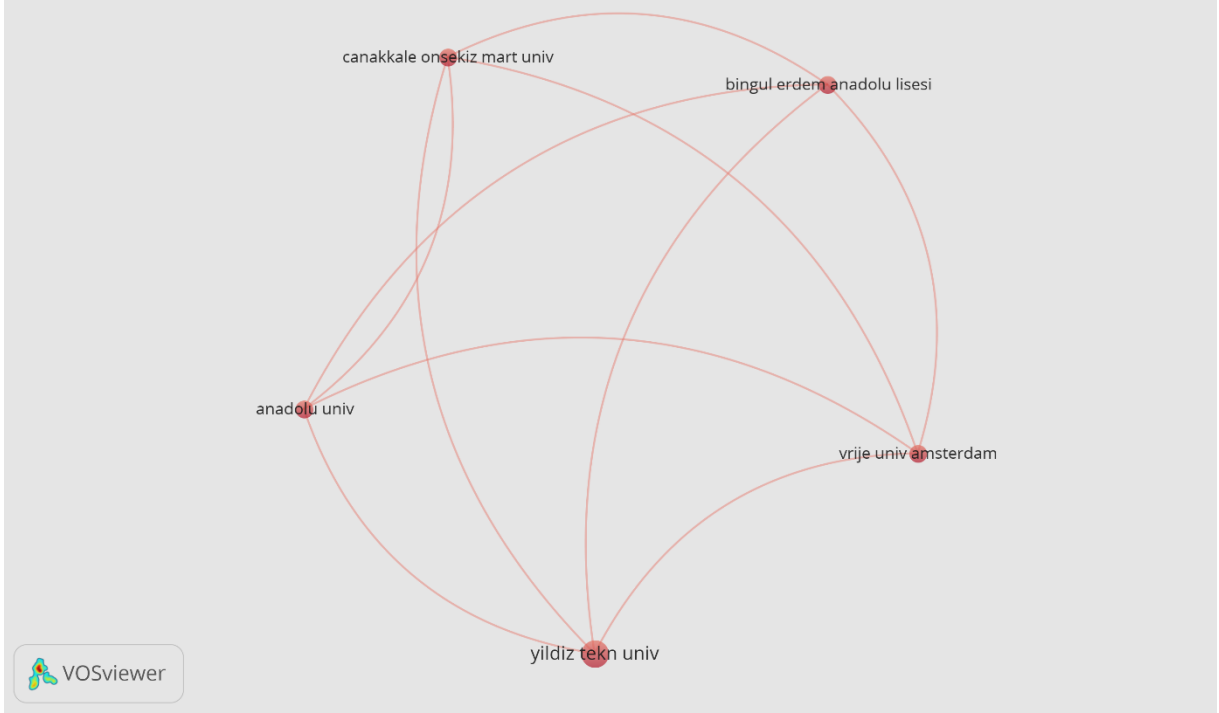 canakkale onsekiz mart univ
bingul erdem anadolu lisesi
anadolu univ
vrije univ amsterdam
yildiz tekn univ
VOSviewer